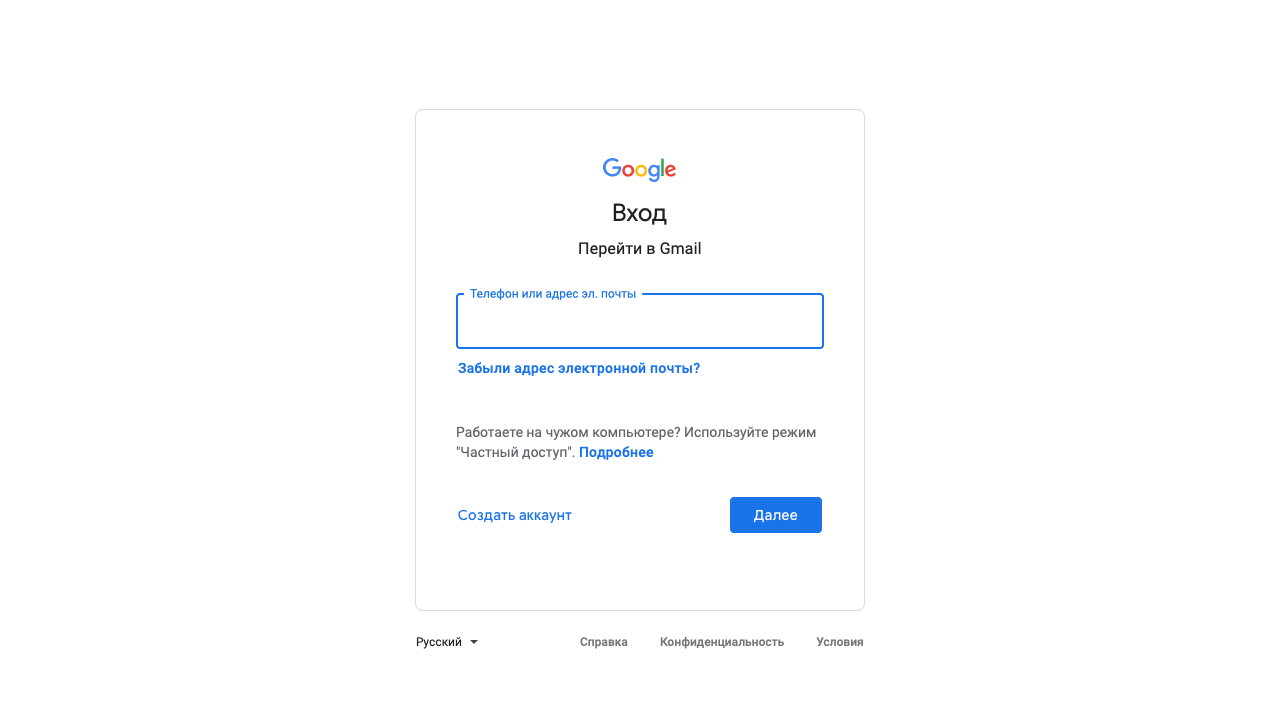 Google
Вход
Перейти в Gmail
Телефон или адрес эл. почты
Забыли адрес электронной почты?
Работаете на чужом компьютере? Используйте режим
"Частный доступ". Подробнее
Создать аккаунт
Далее
Русский
Справка
Конфиденциальность
Условия